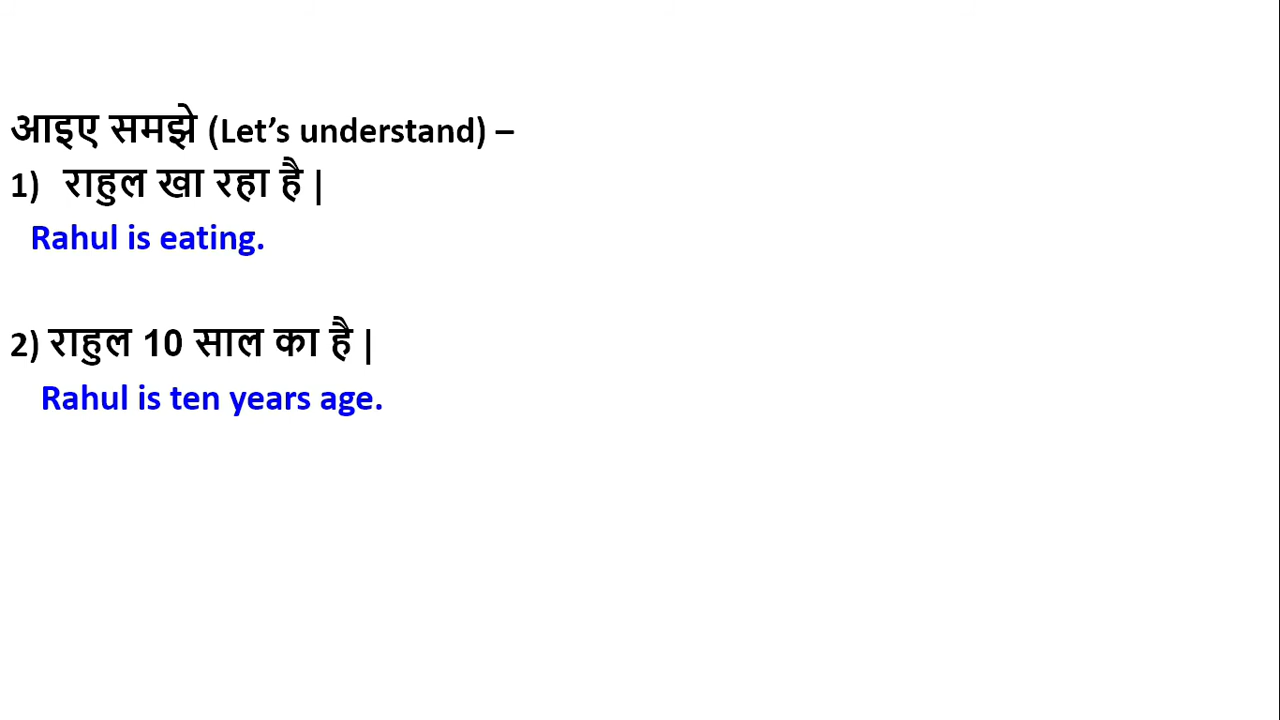 आइए समझे (Let’s understand) –
1) राहुल खा रहा है |
Rahul is eating.
2) राहुल 10 साल का है |
Rahul is ten years age.